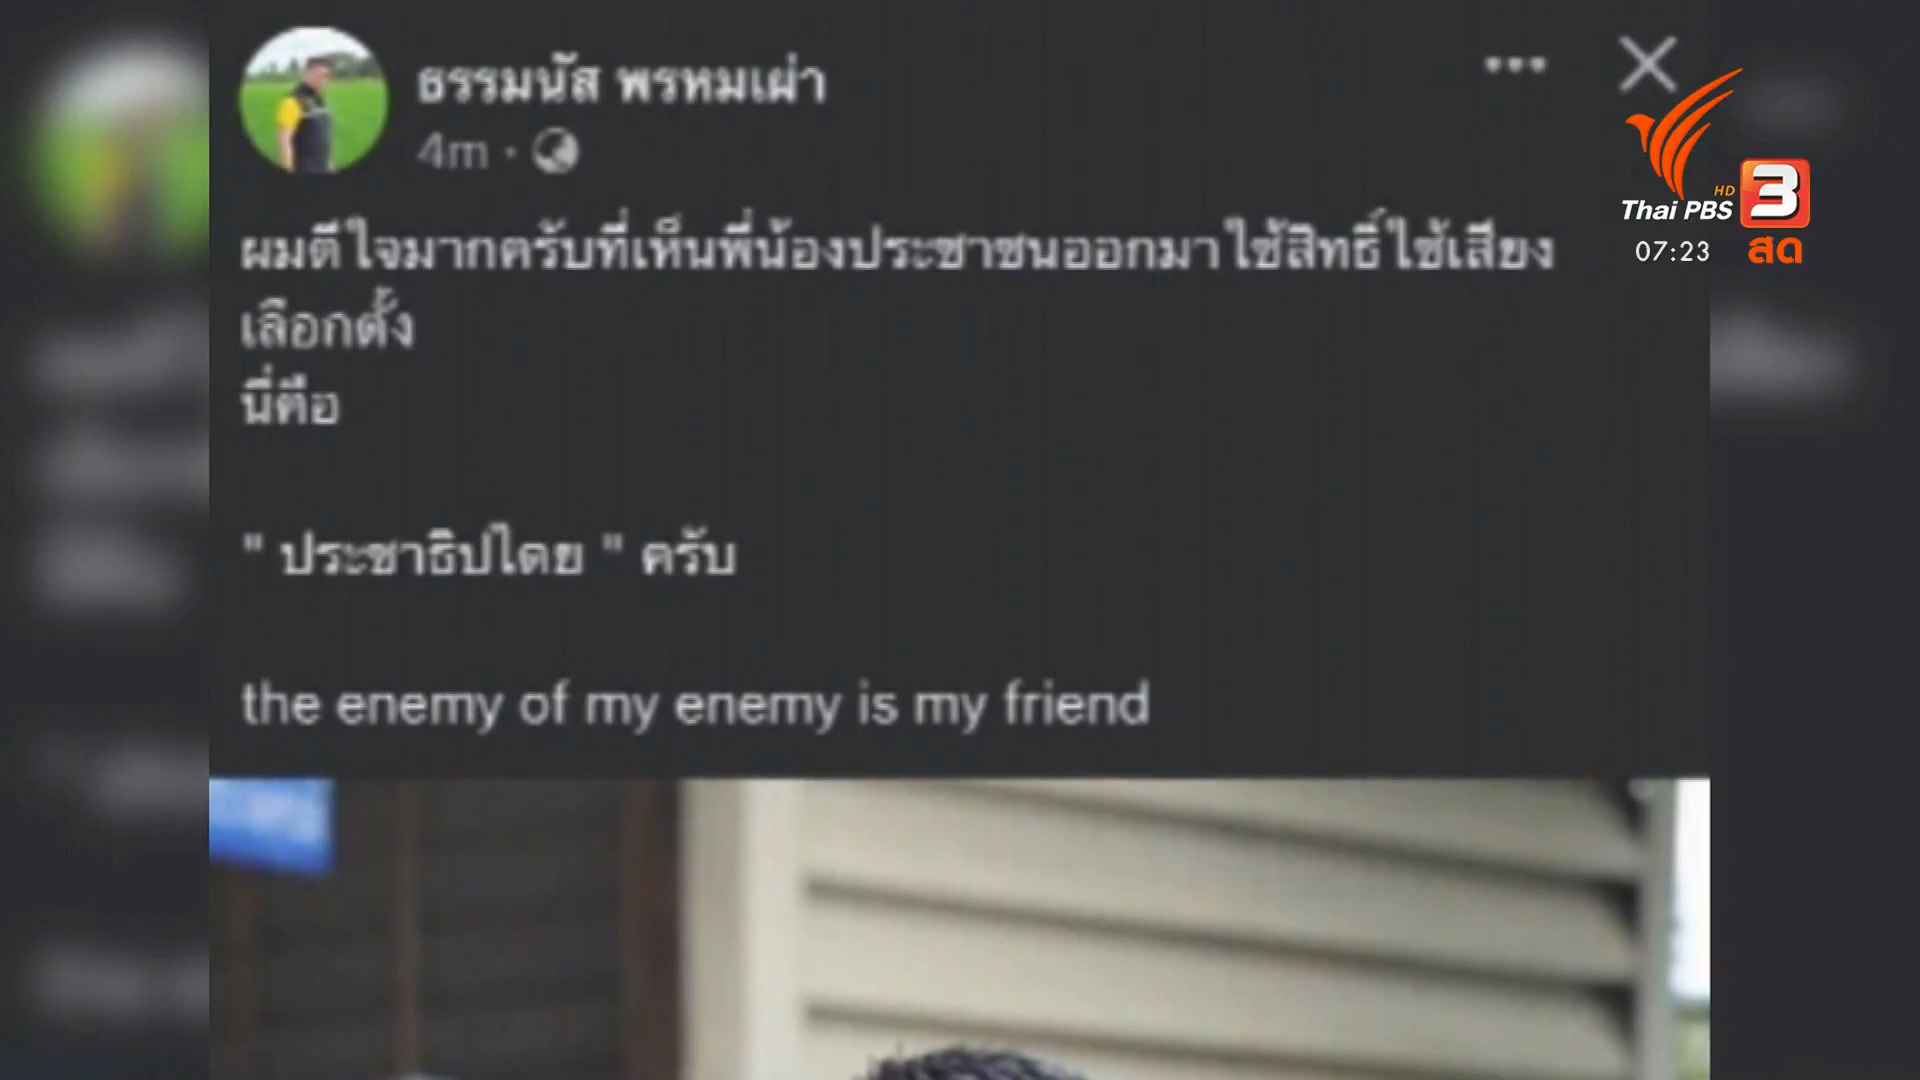 ธรรมนัส พรหมเผ่า
4m ·
ผมดีใจมากครับที่เห็นพี่น้องประชาชนออกมาใช้สิทธิ์ใช้เสียง
เลือกตั้ง
นี่คือ
" ประชาธิปไตย " ครับ
the enemy of my enemy is my friend
Thai PBS HD 3
07:23 สด